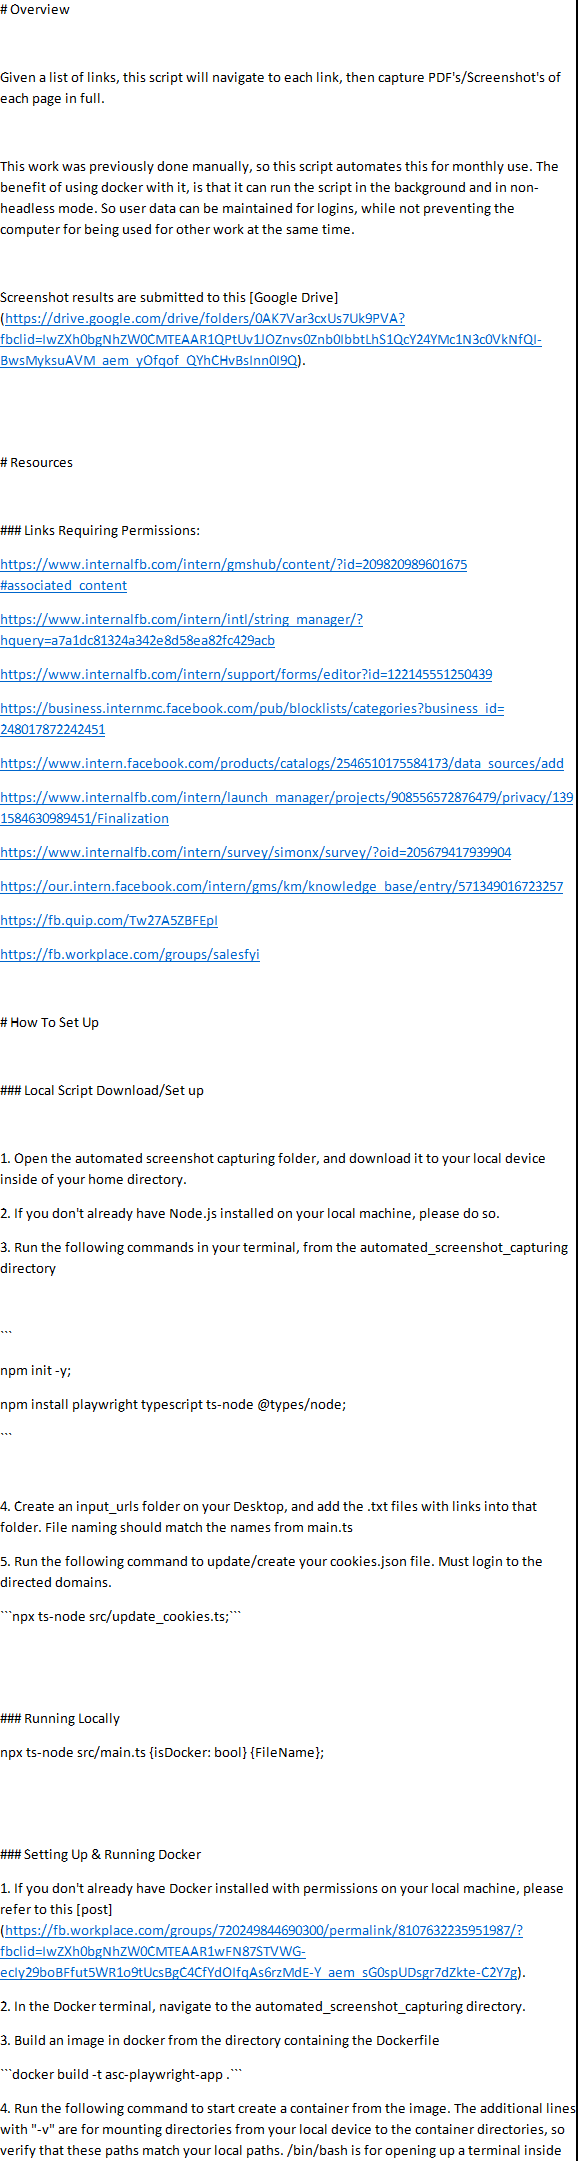 # Overview
Given a list of links, this script will navigate to each link, then capture PDF's/Screenshot's of
each page in full.
This work was previously done manually, so this script automates this for monthly use. The
benefit of using docker with it, is that it can run the script in the background and in non-
headless mode. So user data can be maintained for logins, while not preventing the
computer for being used for other work at the same time.
Screenshot results are submitted to this [Google Drive]
(https://drive.google.com/drive/folders/0AK7Var3cxUs7Uk9PVA?
fbclid=IwZXh0bgNhZW0CMTEAAR1QPtUv1JOZnvs0Znb0IbbtLhS1QcY24YMc1N3c0VkNfQI-
BwsMyksuAVM_aem_yOfqof_QYhCHvBsInn0I9Q).
# Resources
### Links Requiring Permissions:
https://www.internalfb.com/intern/gmshub/content/?id=209820989601675
#associated_content
https://www.internalfb.com/intern/intl/string_manager/?
hquery=a7a1dc81324a342e8d58ea82fc429acb
https://www.internalfb.com/intern/support/forms/editor?id=122145551250439
https://business.internmc.facebook.com/pub/blocklists/categories?business_id=
248017872242451
https://www.intern.facebook.com/products/catalogs/2546510175584173/data_sources/add
https://www.internalfb.com/intern/launch_manager/projects/908556572876479/privacy/139
1584630989451/Finalization
https://www.internalfb.com/intern/survey/simonx/survey/?oid=205679417939904
https://our.intern.facebook.com/intern/gms/km/knowledge_base/entry/571349016723257
https://fb.quip.com/Tw27A5ZBFEpI
https://fb.workplace.com/groups/salesfyi
# How To Set Up
### Local Script Download/Set up
1. Open the automated screenshot capturing folder, and download it to your local device
inside of your home directory.
2. If you don't already have Node.js installed on your local machine, please do so.
3. Run the following commands in your terminal, from the automated_screenshot_capturing
directory
```
npm init -y;
npm install playwright typescript ts-node @types/node;
```
4. Create an input_urls folder on your Desktop, and add the .txt files with links into that
folder. File naming should match the names from main.ts
5. Run the following command to update/create your cookies.json file. Must login to the
directed domains.
```npx ts-node src/update_cookies.ts;```
### Running Locally
npx ts-node src/main.ts {isDocker: bool} {FileName};
### Setting Up & Running Docker
1. If you don't already have Docker installed with permissions on your local machine, please
refer to this [post]
(https://fb.workplace.com/groups/720249844690300/permalink/8107632235951987/?
fbclid=IwZXh0bgNhZW0CMTEAAR1wFN87STVWG-
ecIy29boBFfut5WR1o9tUcsBgC4CfYdOIfqAs6rzMdE-Y_aem_sG0spUDsgr7dZkte-C2Y7g).
2. In the Docker terminal, navigate to the automated_screenshot_capturing directory.
3. Build an image in docker from the directory containing the Dockerfile
```docker build -t asc-playwright-app .```
4. Run the following command to start create a container from the image. The additional lines
with "-v" are for mounting directories from your local device to the container directories, so
verify that these paths match your local paths. /bin/bash is for opening up a terminal inside